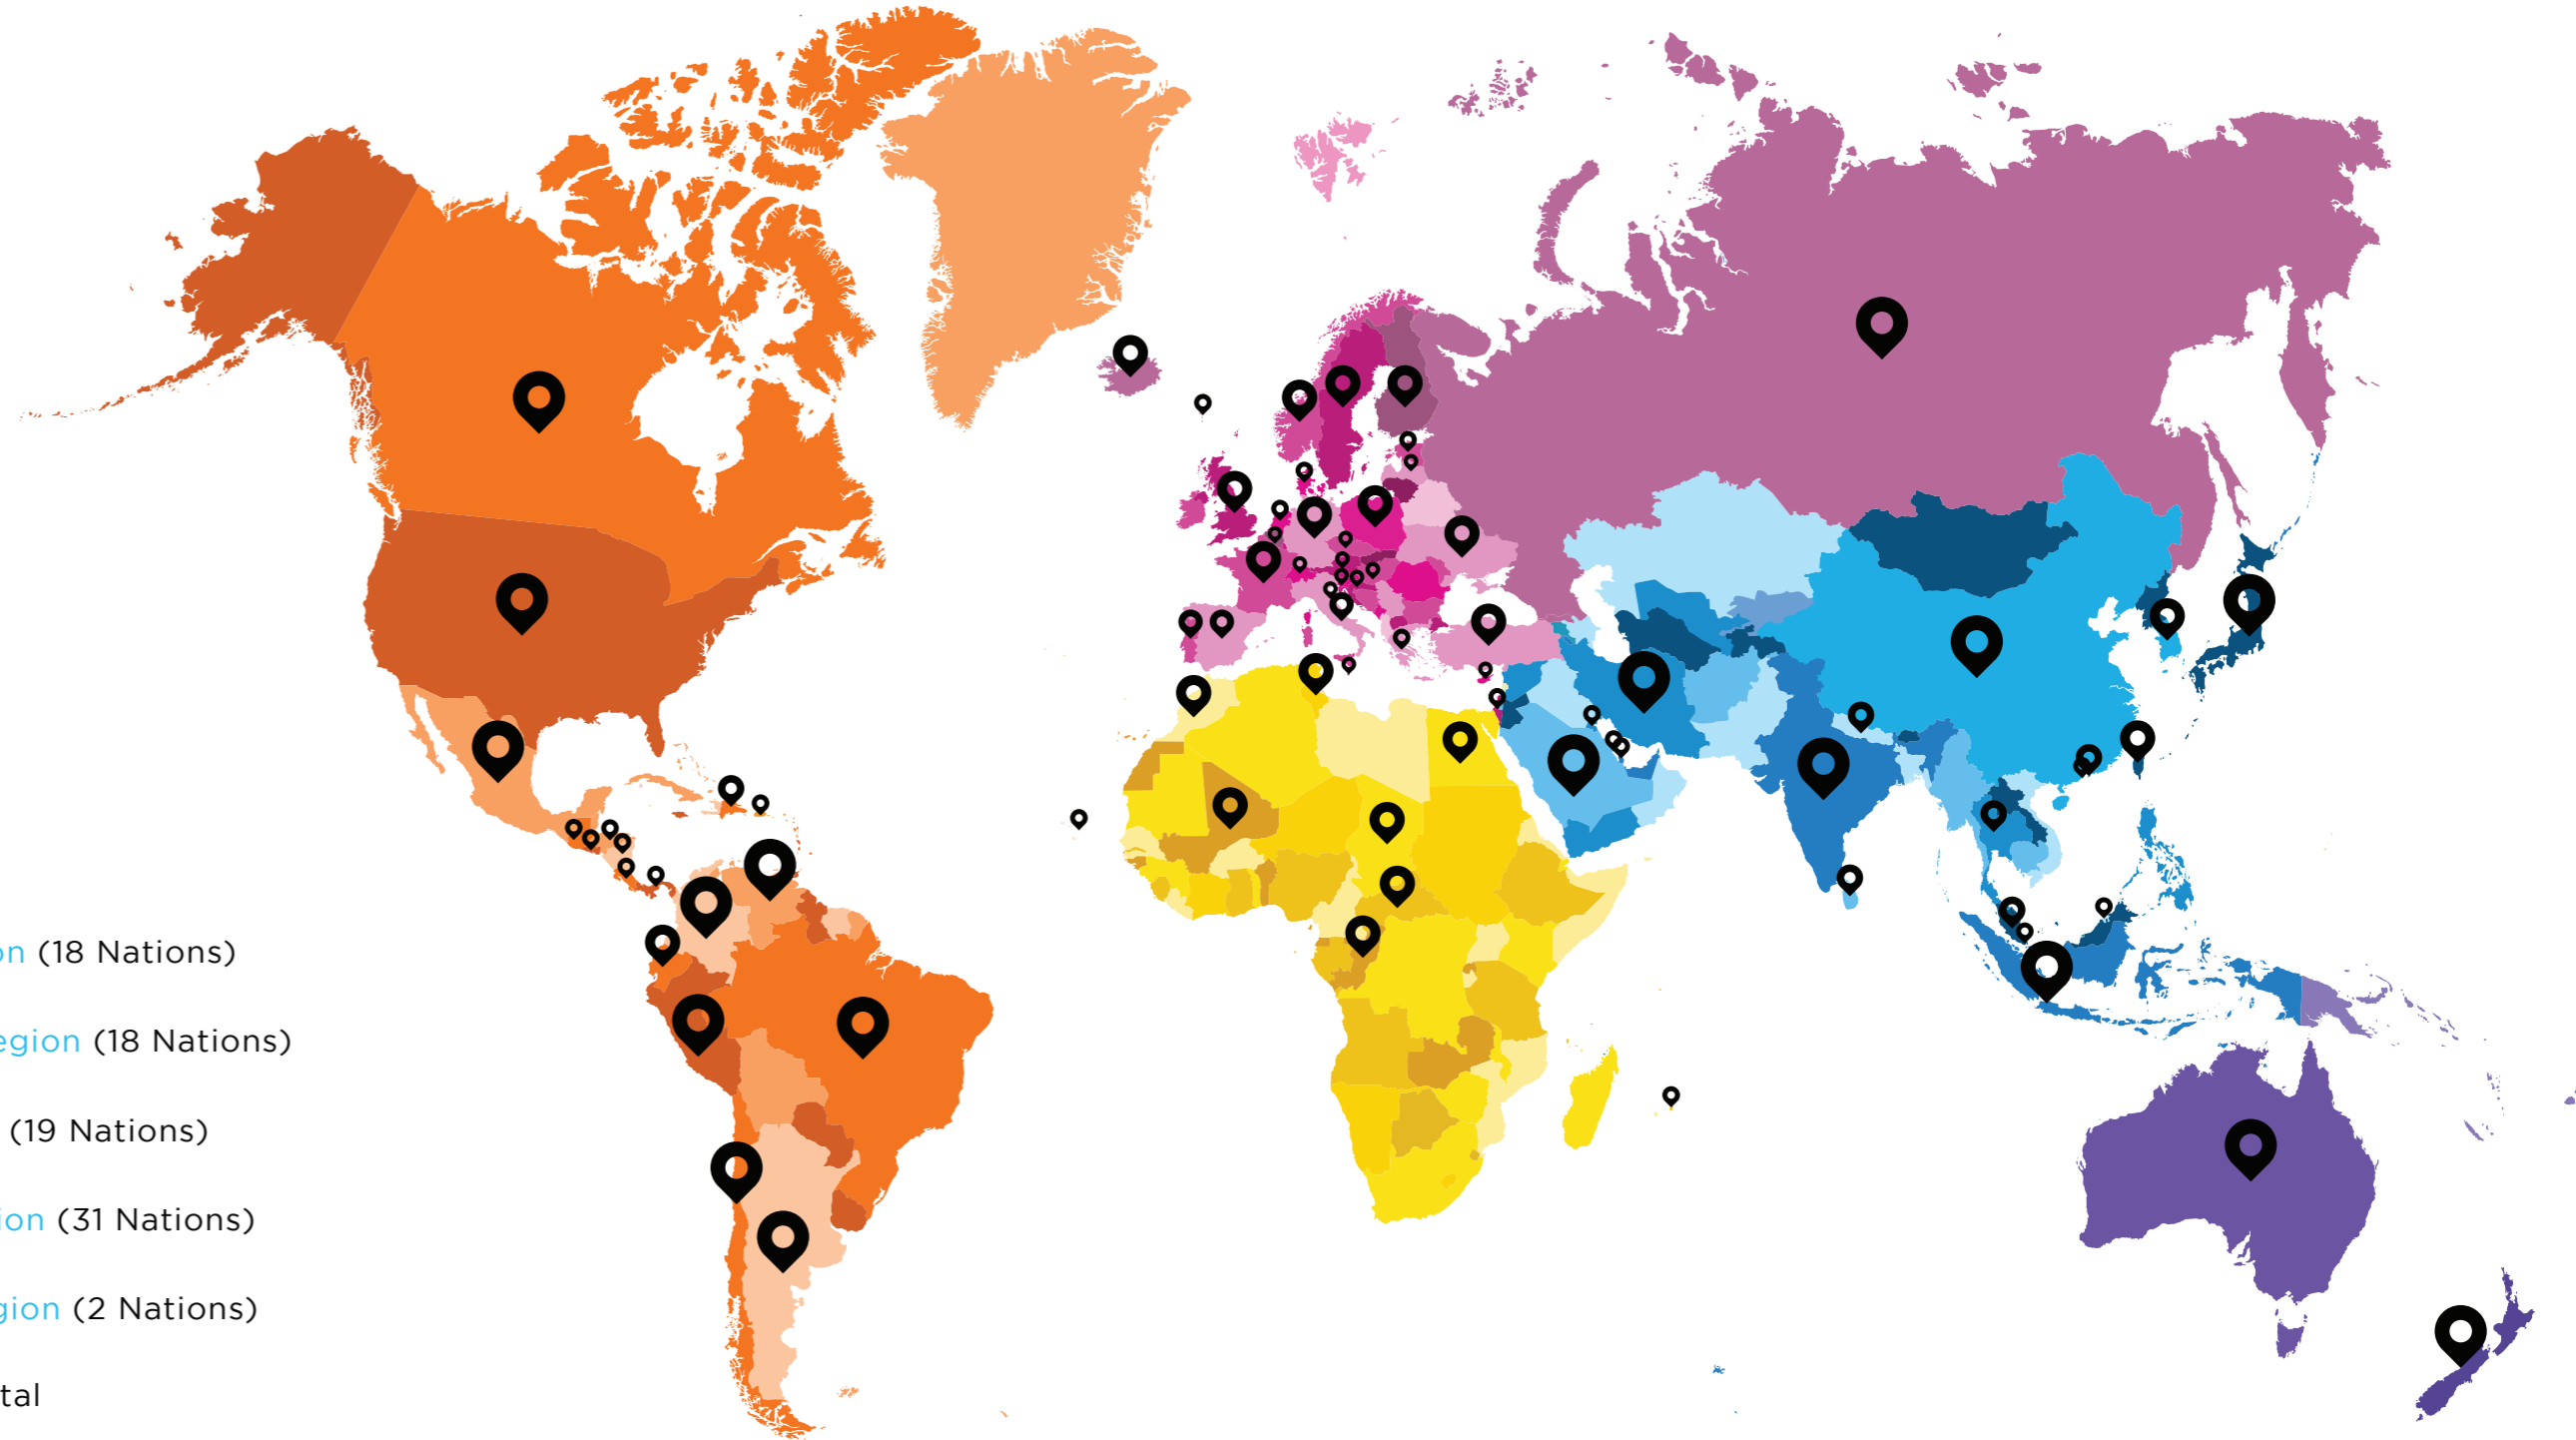 on (18 Nations)
egion (18 Nations)
(19 Nations)
ion (31 Nations)
gion (2 Nations)
tal